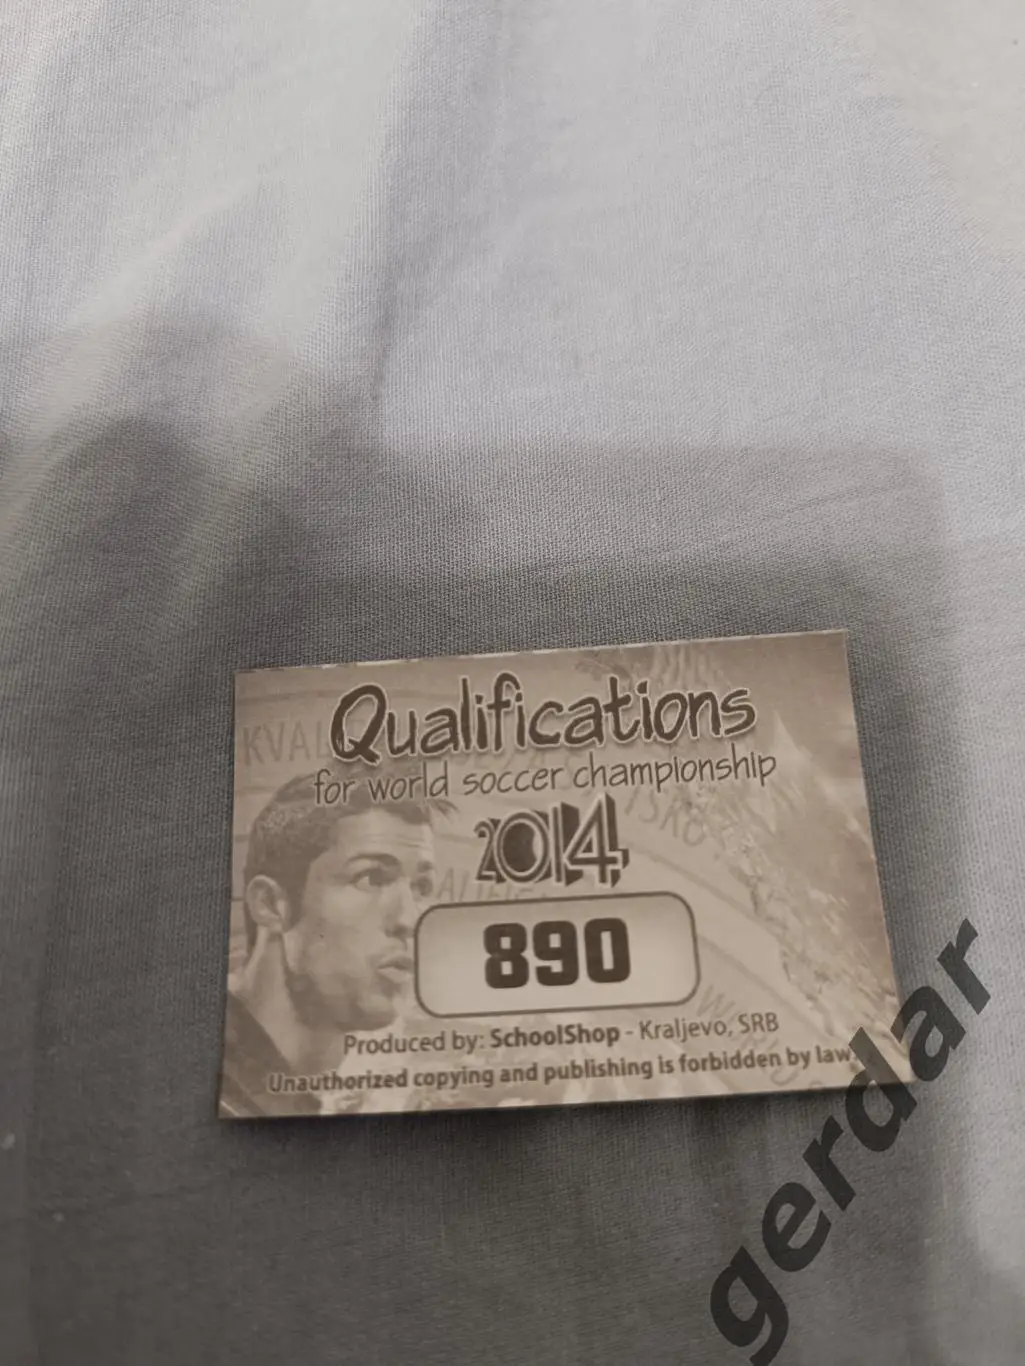 Qualifications
for world soccer championship
2014
890
Produced by: SchoolShop - Kraljevo, SRB
Unauthorized copying and publishing is forbidden by law.
gerdar